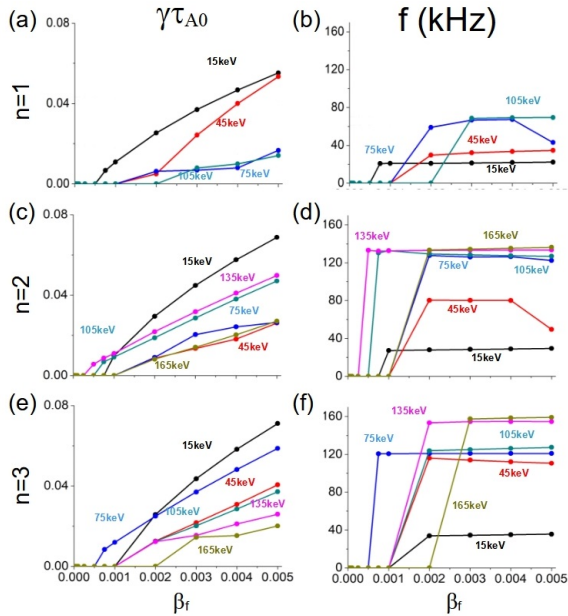 (a) γτA0 (b) f (kHz)
n=1
0.08
0.04
0.00
15keV
45keV
105keV
75keV
160
120
80
40
0
105keV
75keV
45keV
15keV
(c) (d)
n=2
0.08
0.04
0.00
15keV
135keV
105keV
75keV
165keV
45keV
160
120
80
40
0
135keV
165keV
75keV
105keV
45keV
15keV
(e) (f)
n=3
0.08
0.04
0.00
15keV
75keV
105keV
45keV
135keV
165keV
160
120
80
40
0
135keV
75keV
105keV
45keV
165keV
15keV
0.000 0.001 0.002 0.003 0.004 0.005
βf
0.000 0.001 0.002 0.003 0.004 0.005
βf